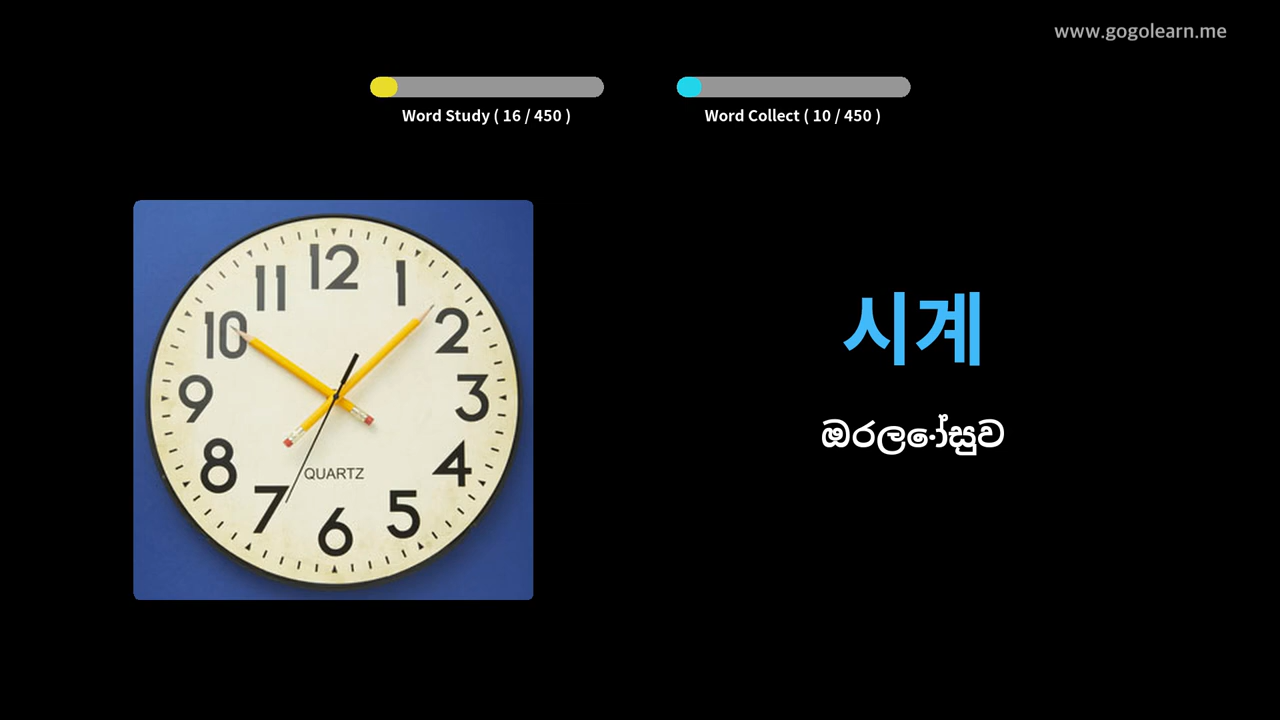 www.gogolearn.me
Word Study ( 16 / 450 )
Word Collect ( 10 / 450 )
12
11
1
10
2
9
3
8
4
QUARTZ
7
5
6
시계
ඔරලෝසුව